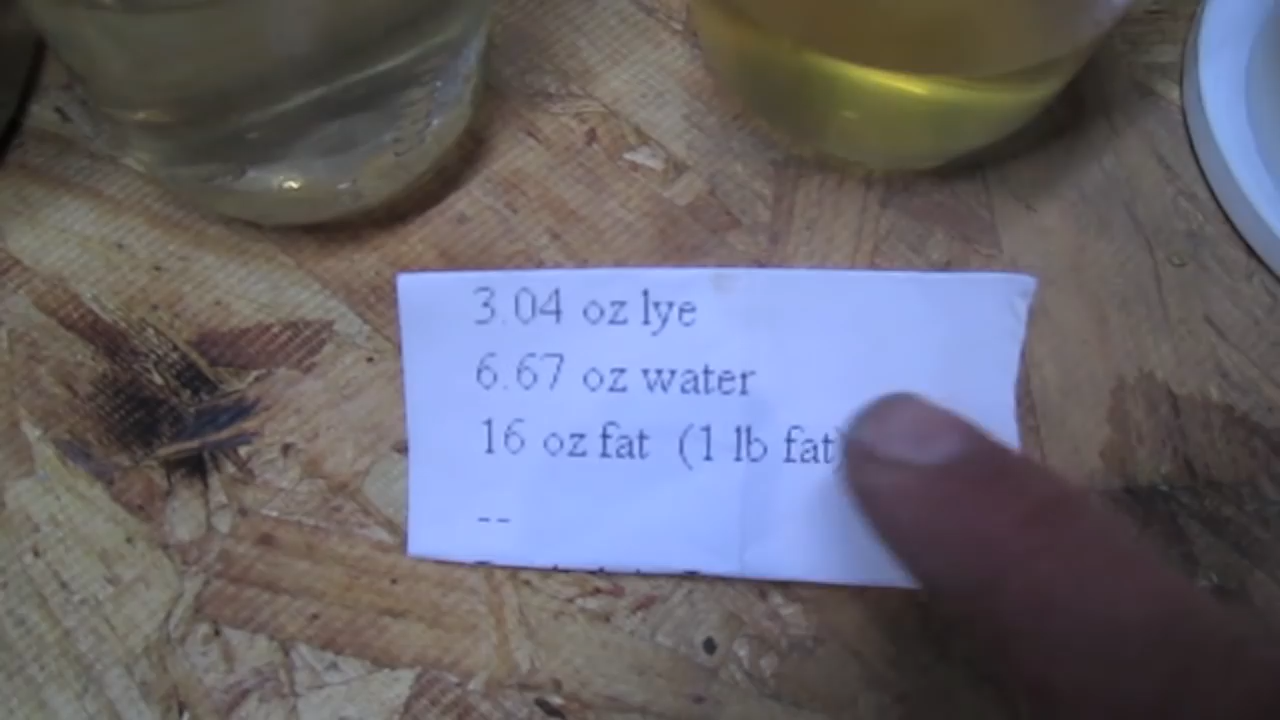 3.04 oz lye
6.67 oz water
16 oz fat (1 lb fat)
--